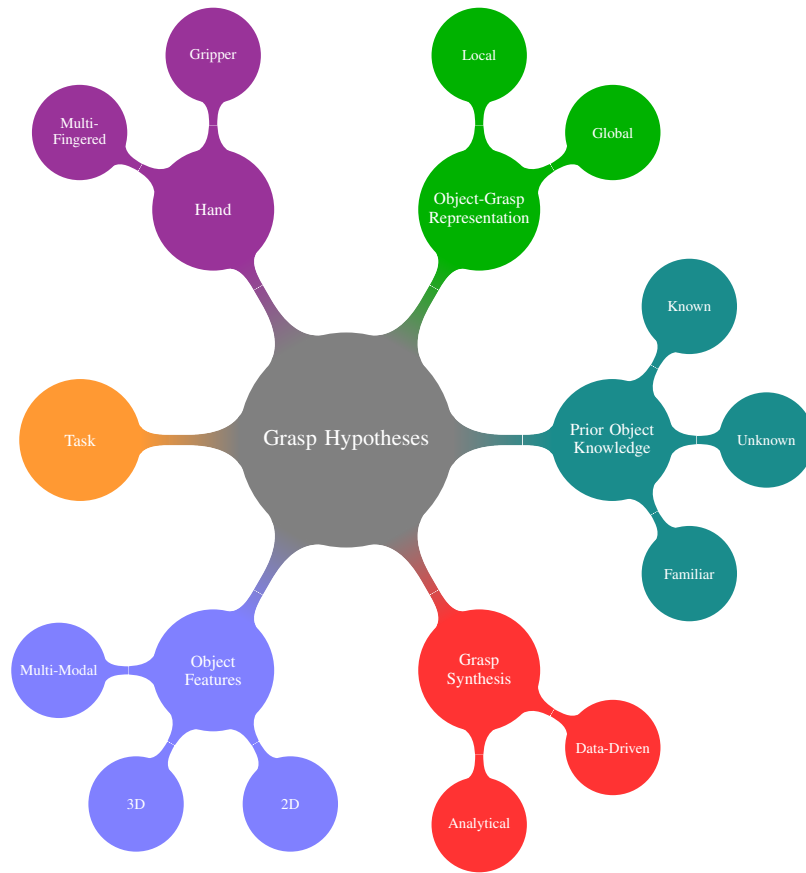 Gripper
Local
Multi-
Fingered
Global
Hand
Object-Grasp
Representation
Known
Task
Grasp Hypotheses
Prior Object
Knowledge
Unknown
Familiar
Multi-Modal
Object
Features
Grasp
Synthesis
Data-Driven
3D
2D
Analytical